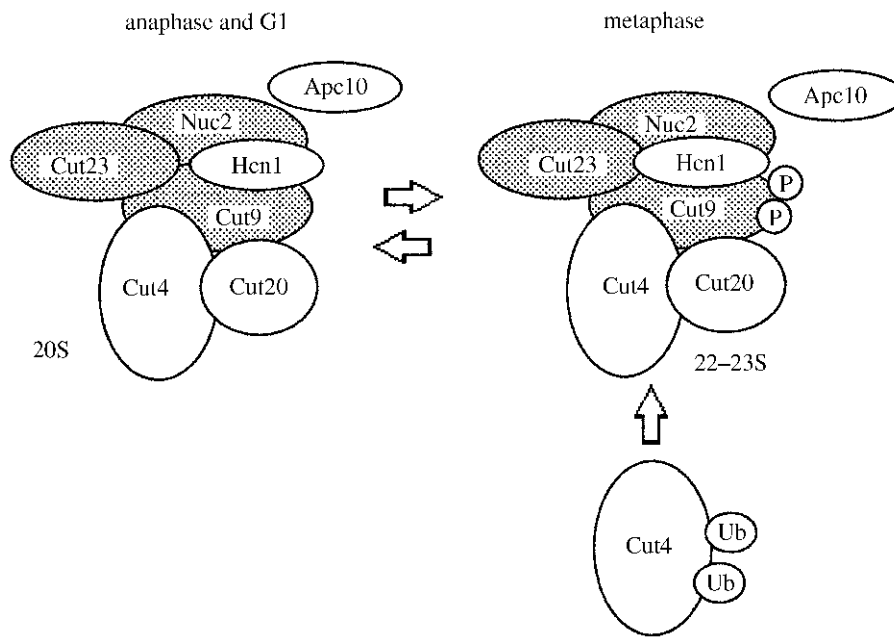 anaphase and G1
metaphase
Apc10
Nuc2
Cut23
Hcn1
Cut9
Cut4
Cut20
20S
Apc10
Nuc2
Cut23
Hcn1
P
P
Cut9
Cut4
Cut20
22–23S
Cut4
Ub
Ub